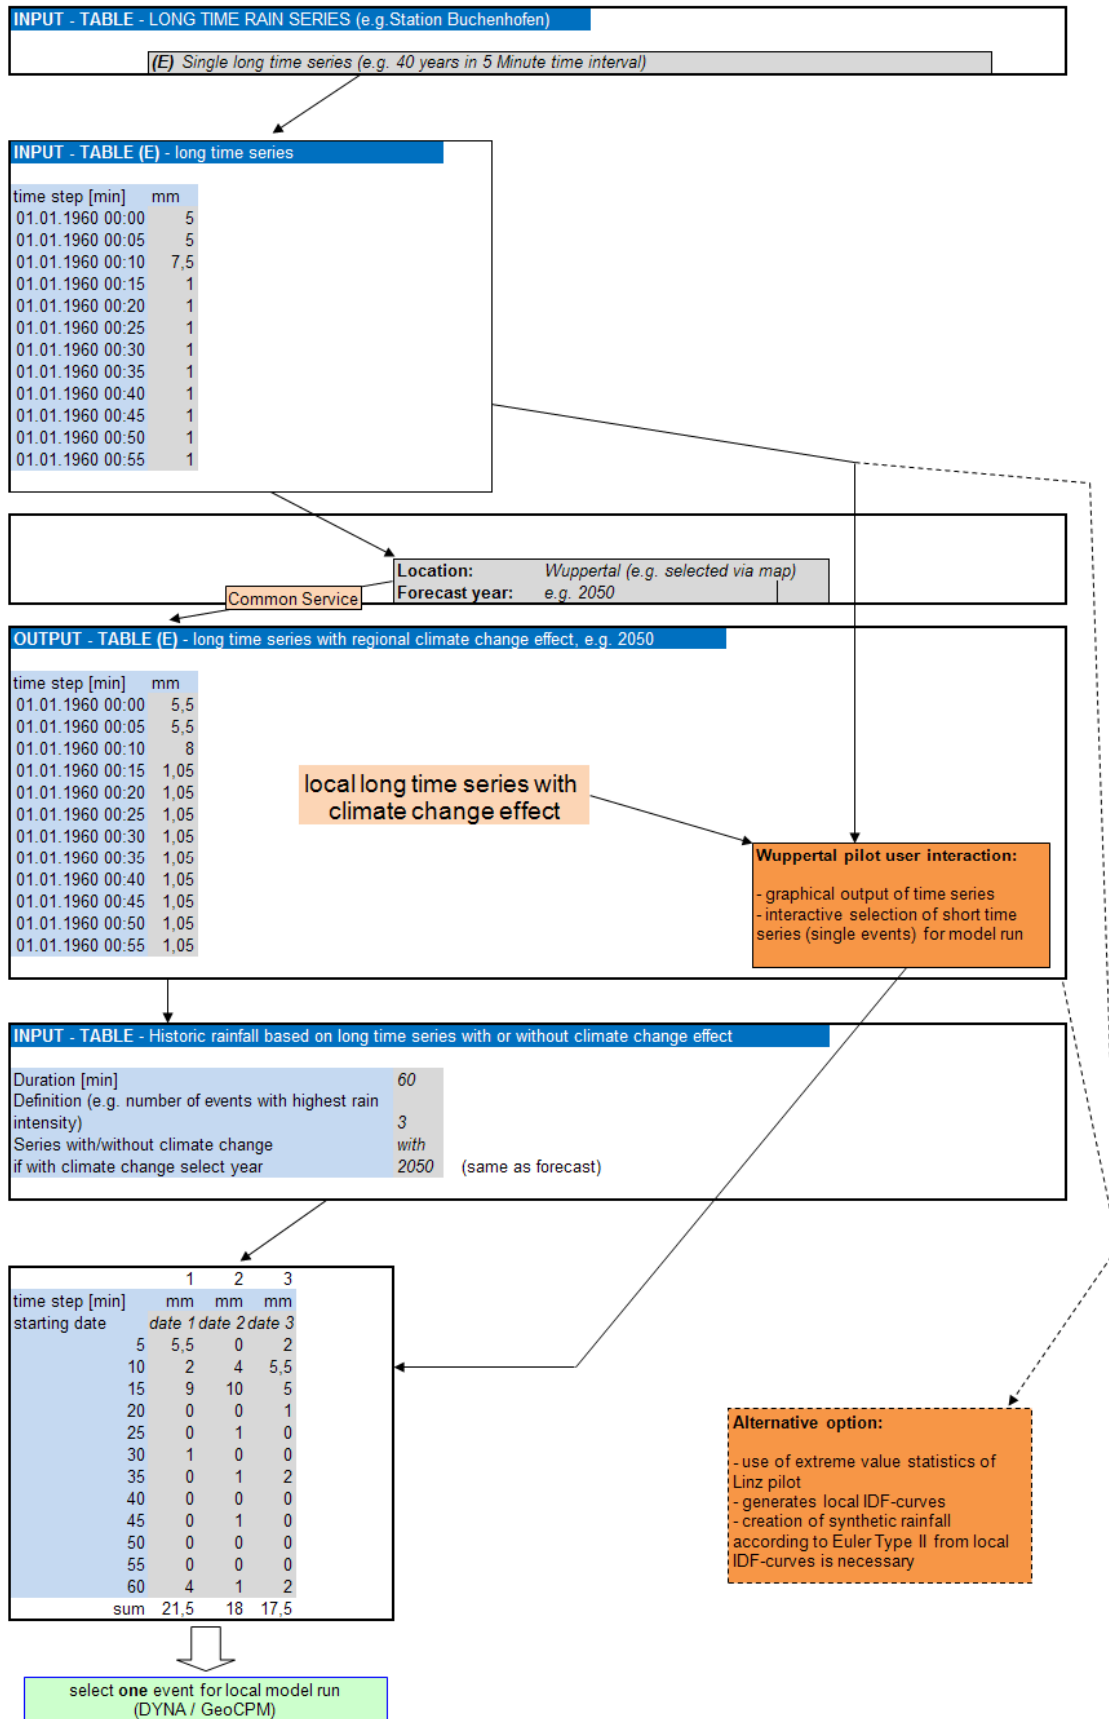 INPUT - TABLE - LONG TIME RAIN SERIES (e.g.Station Buchenhofen)
(E) Single long time series (e.g. 40 years in 5 Minute time interval)
INPUT - TABLE (E) - long time series
time step [min] mm
01.01.1960 00:00 5
01.01.1960 00:05 5
01.01.1960 00:10 7,5
01.01.1960 00:15 1
01.01.1960 00:20 1
01.01.1960 00:25 1
01.01.1960 00:30 1
01.01.1960 00:35 1
01.01.1960 00:40 1
01.01.1960 00:45 1
01.01.1960 00:50 1
01.01.1960 00:55 1
Location: Wuppertal (e.g. selected via map)
Forecast year: e.g. 2050
Common Service
OUTPUT - TABLE (E) - long time series with regional climate change effect, e.g. 2050
time step [min] mm
01.01.1960 00:00 5,5
01.01.1960 00:05 5,5
01.01.1960 00:10 8
01.01.1960 00:15 1,05
01.01.1960 00:20 1,05
01.01.1960 00:25 1,05
01.01.1960 00:30 1,05
01.01.1960 00:35 1,05
01.01.1960 00:40 1,05
01.01.1960 00:45 1,05
01.01.1960 00:50 1,05
01.01.1960 00:55 1,05
local long time series with
climate change effect
Wuppertal pilot user interaction:
- graphical output of time series
- interactive selection of short time
series (single events) for model run
INPUT - TABLE - Historic rainfall based on long time series with or without climate change effect
Duration [min] 60
Definition (e.g. number of events with highest rain
intensity) 3
Series with/without climate change with
if with climate change select year 2050 (same as forecast)
1 2 3
time step [min] mm mm mm
starting date date 1 date 2 date 3
5 5,5 0 2
10 2 4 5,5
15 9 10 5
20 0 0 1
25 0 1 0
30 1 0 0
35 0 1 2
40 0 0 0
45 0 1 0
50 0 0 0
55 0 0 0
60 4 1 2
sum 21,5 18 17,5
Alternative option:
- use of extreme value statistics of
Linz pilot
- generates local IDF-curves
- creation of synthetic rainfall
according to Euler Type II from local
IDF-curves is necessary
select one event for local model run
(DYNA / GeoCPM)